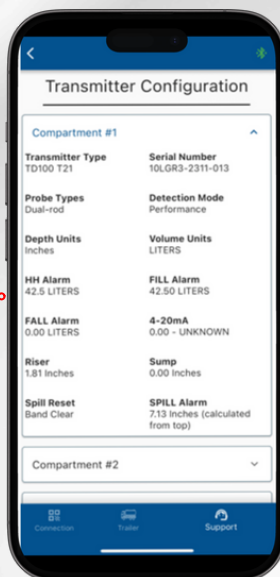 Transmitter Configuration
Compartment #1
Transmitter Type
TD100 T21
Serial Number
10LGR3-2311-013
Probe Types
Dual-rod
Detection Mode
Performance
Depth Units
Inches
Volume Units
LITERS
HH Alarm
42.5 LITERS
FILL Alarm
42.50 LITERS
FALL Alarm
0.00 LITERS
4-20mA
0.00 - UNKNOWN
Riser
1.81 Inches
Sump
0.00 Inches
Spill Reset
Band Clear
SPILL Alarm
7.13 Inches (calculated
from top)
Compartment #2
Connection
Trailer
Support